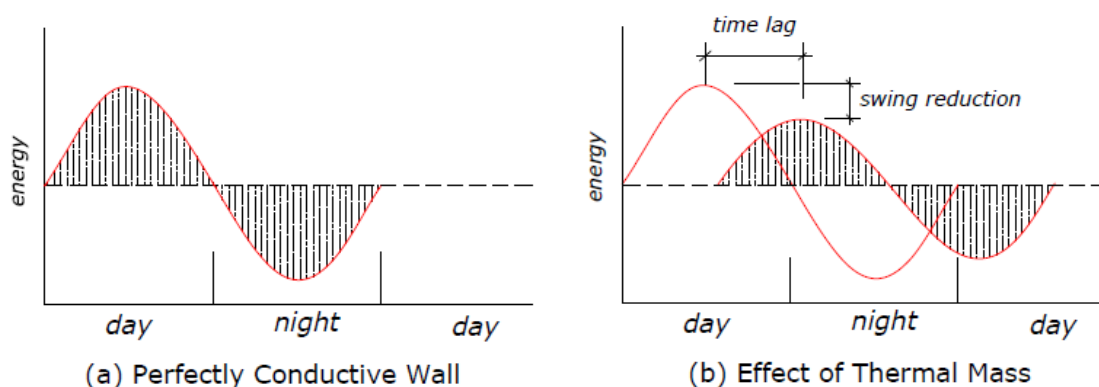 energy
day
night
day
(a) Perfectly Conductive Wall
time lag
swing reduction
energy
day
night
day
(b) Effect of Thermal Mass